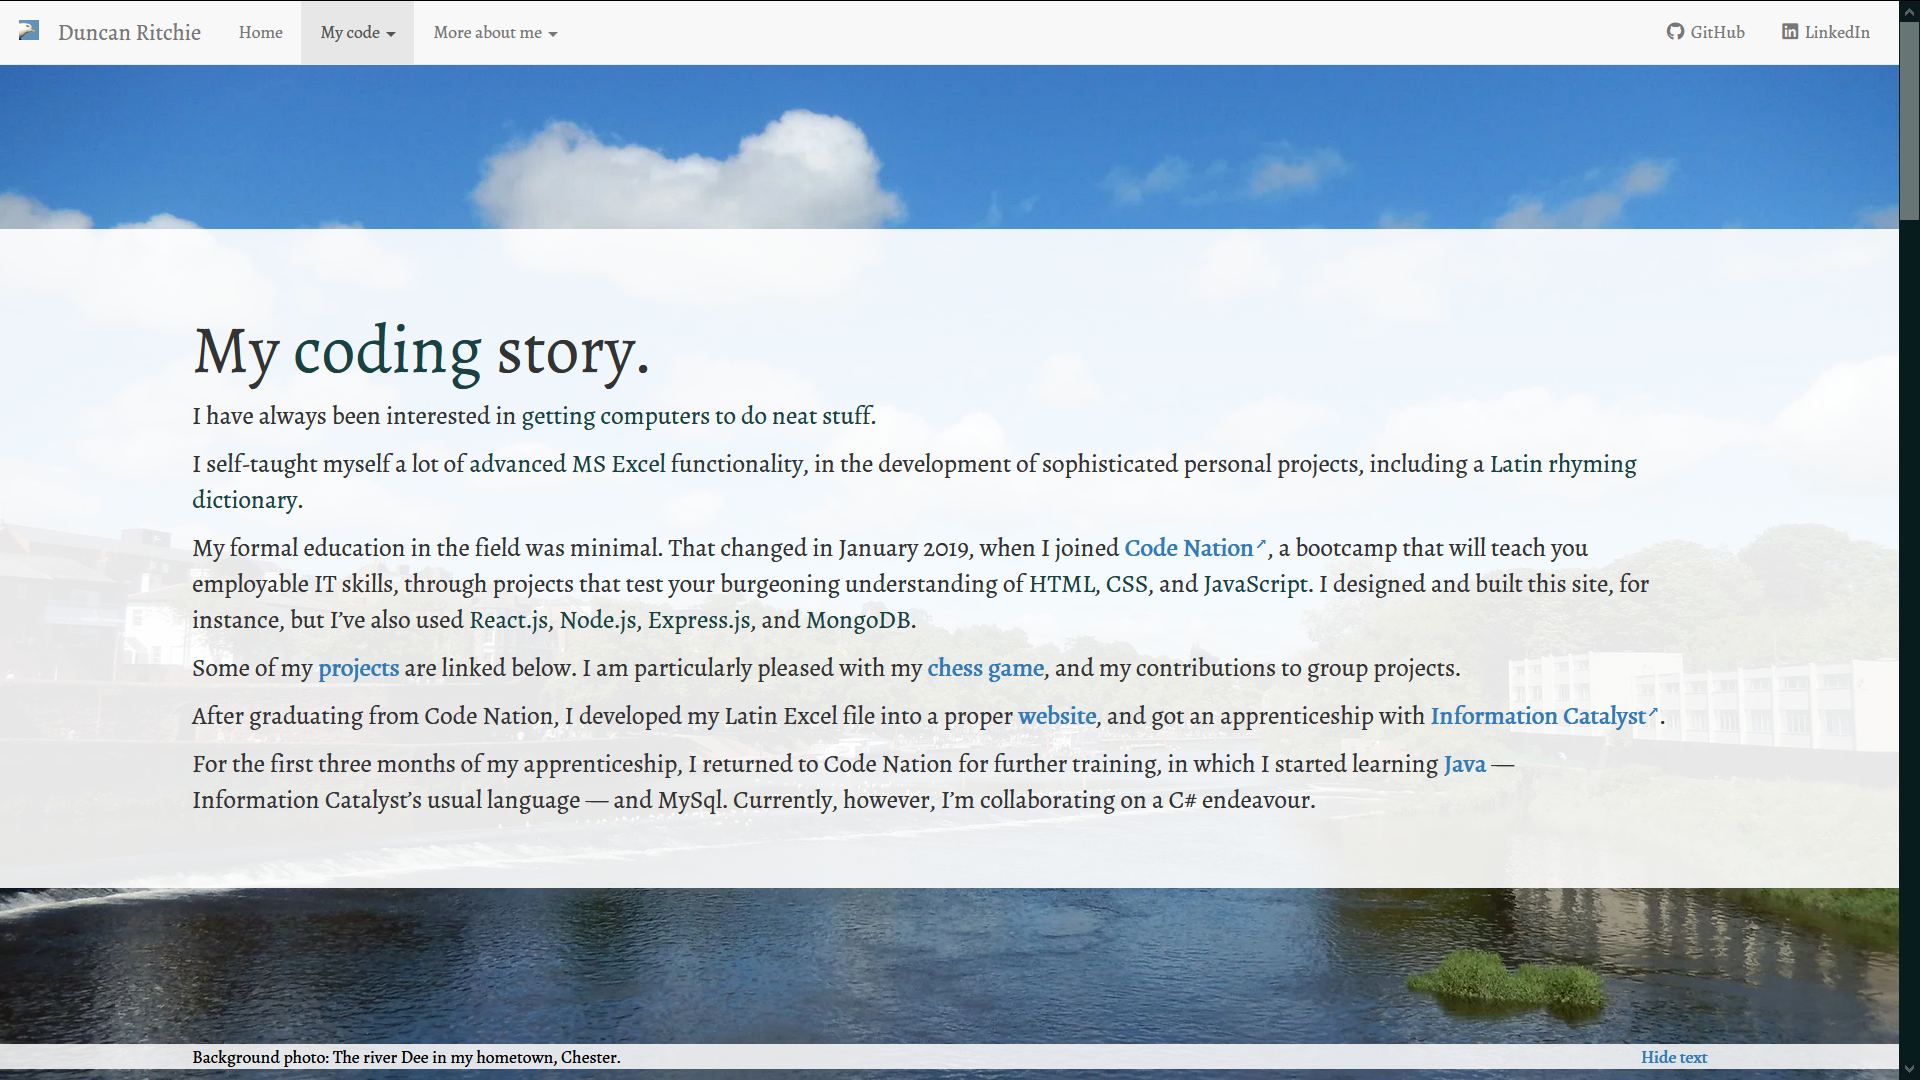 Duncan Ritchie
Home
My code
More about me
GitHub
LinkedIn
My coding story.
I have always been interested in getting computers to do neat stuff.
I self-taught myself a lot of advanced MS Excel functionality, in the development of sophisticated personal projects, including a Latin rhyming
dictionary.
My formal education in the field was minimal. That changed in January 2019, when I joined Code Nation↗, a bootcamp that will teach you
employable IT skills, through projects that test your burgeoning understanding of HTML, CSS, and JavaScript. I designed and built this site, for
instance, but I’ve also used React.js, Node.js, Express.js, and MongoDB.
Some of my projects are linked below. I am particularly pleased with my chess game, and my contributions to group projects.
After graduating from Code Nation, I developed my Latin Excel file into a proper website, and got an apprenticeship with Information Catalyst↗.
For the first three months of my apprenticeship, I returned to Code Nation for further training, in which I started learning Java —
Information Catalyst’s usual language — and MySql. Currently, however, I’m collaborating on a C# endeavour.
Background photo: The river Dee in my hometown, Chester.
Hide text